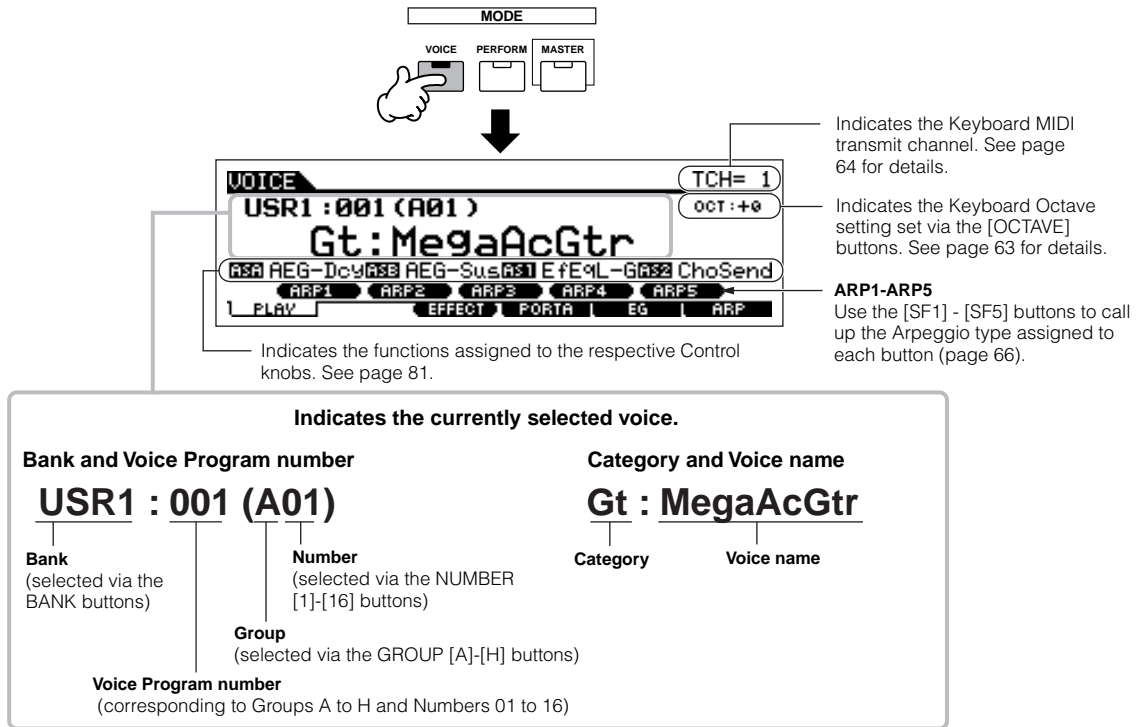 MODE
VOICE PERFORM MASTER
Indicates the Keyboard MIDI
transmit channel. See page
64 for details.
VOICE
TCH= 1
USR1:001(A01)
OCT:+0
Indicates the Keyboard Octave
setting set via the [OCTAVE]
buttons. See page 63 for details.
Gt:MegaAcGtr
ASA AEG-Dcy ASB AEG-Sus AS1 EfEqL-G AS2 ChoSend
ARP1 ARP2 ARP3 ARP4 ARP5
PLAY EFFECT PORTA EG ARP
ARP1-ARP5
Use the [SF1] - [SF5] buttons to call
up the Arpeggio type assigned to
each button (page 66).
Indicates the functions assigned to the respective Control
knobs. See page 81.
Indicates the currently selected voice.
Bank and Voice Program number
Category and Voice name
USR1 : 001 (A01)
Gt : MegaAcGtr
Bank
(selected via the
BANK buttons)
Number
(selected via the NUMBER
[1]-[16] buttons)
Category
Voice name
Group
(selected via the GROUP [A]-[H] buttons)
Voice Program number
(corresponding to Groups A to H and Numbers 01 to 16)